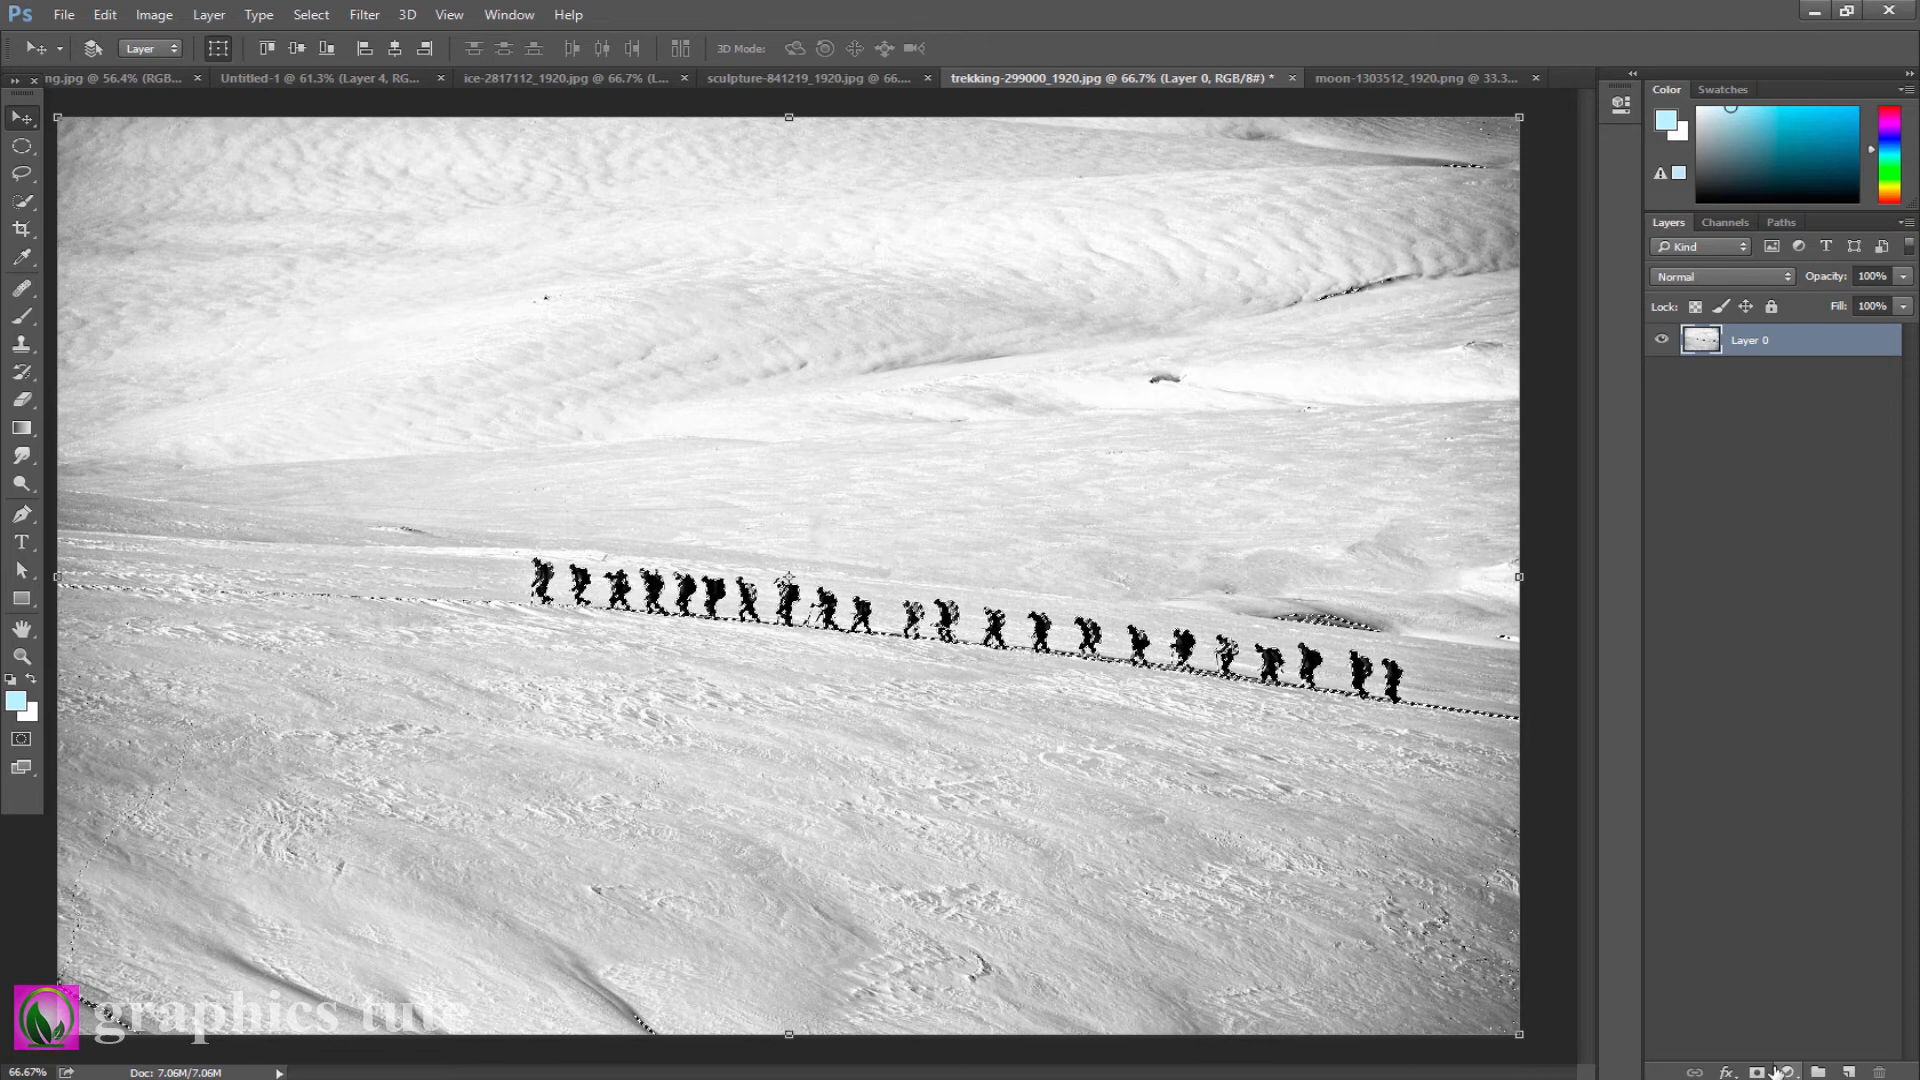 Ps File Edit Image Layer Type Select Filter 3D View Window Help
Layer 3D Mode:
ng.jpg @ 56.4% (RGB... × Untitled-1 @ 61.3% (Layer 4, RG... × ice-2817112_1920.jpg @ 66.7% (L... × sculpture-841219_1920.jpg @ 66.... × trekking-299000_1920.jpg @ 66.7% (Layer 0, RGB/8#) * × moon-1303512_1920.png @ 33.3... ×
Color Swatches
Layers Channels Paths
Kind
Normal Opacity: 100%
Lock: Fill: 100%
Layer 0
graphics tut
66.67% Doc: 7.06M/7.06M